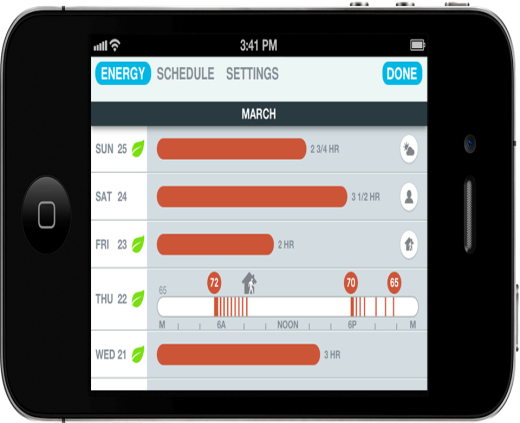 3:41 PM
ENERGY SCHEDULE SETTINGS DONE
MARCH
SUN 25 2 3/4 HR
SAT 24 3 1/2 HR
FRI 23 2 HR
THU 22 65 72 70 65
M 6A NOON 6P M
WED 21 3 HR